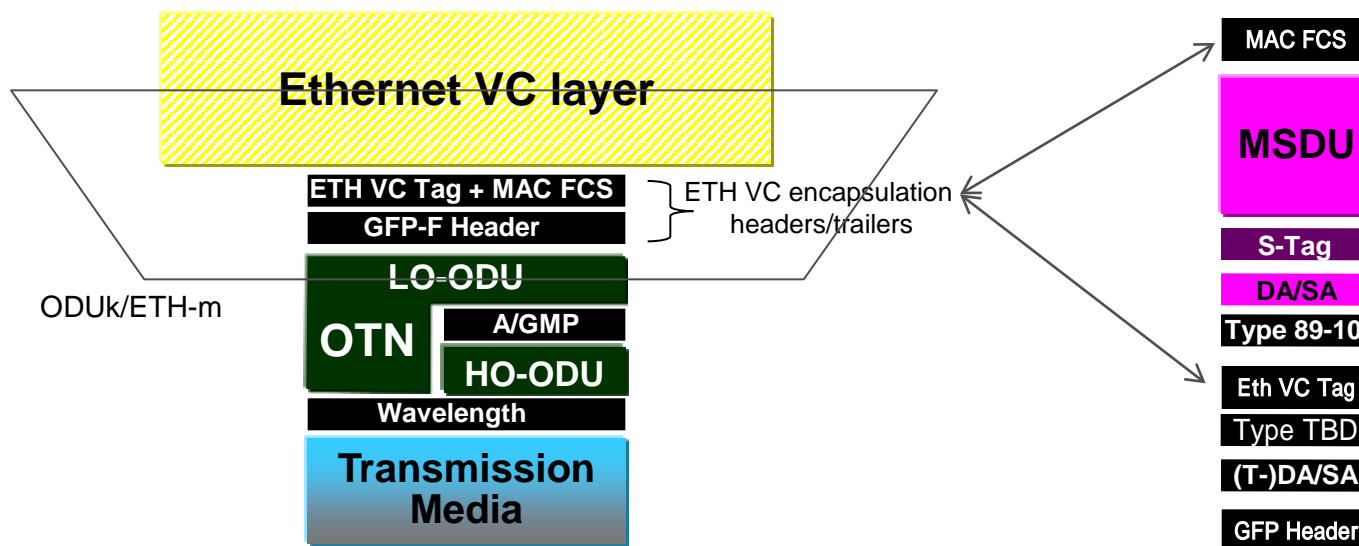 Ethernet VC layer
ETH VC Tag + MAC FCS
GFP-F Header
ETH VC encapsulation
headers/trailers
LO-ODU
ODUk/ETH-m
OTN
A/GMP
HO-ODU
Wavelength
Transmission
Media
MAC FCS
MSDU
S-Tag
DA/SA
Type 89-10
Eth VC Tag
Type TBD
(T-)DA/SA
GFP Header